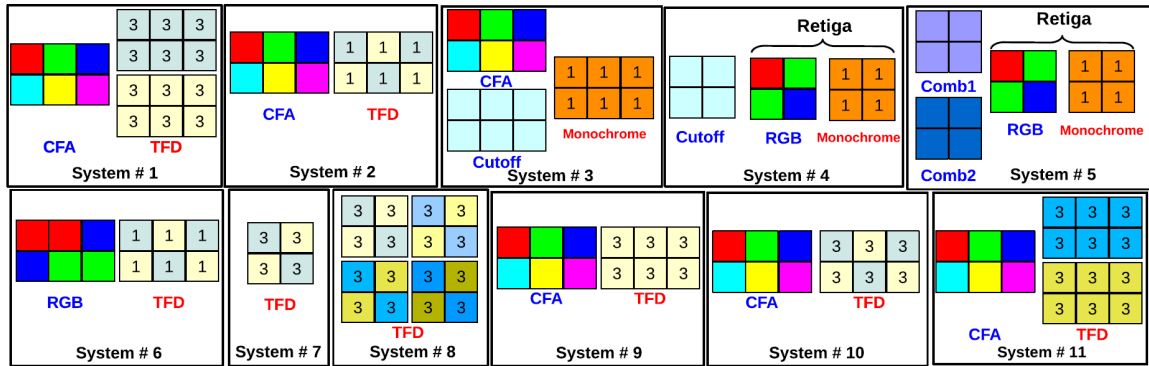 3 3 3
3 3 3
3 3 3
3 3 3
CFA
TFD
System # 1
1 1 1
1 1 1
CFA
TFD
System # 2
CFA
Cutoff
1 1 1
1 1 1
Monochrome
System # 3
Retiga
1 1
1 1
Cutoff
RGB
Monochrome
System # 4
Retiga
Comb1
1 1
1 1
RGB
Monochrome
Comb2
System # 5
1 1 1
1 1 1
RGB
TFD
System # 6
3 3
3 3
TFD
System # 7
3 3 3 3
3 3 3 3
3 3 3 3
3 3 3 3
TFD
System # 8
3 3 3
3 3 3
CFA
TFD
System # 9
3 3 3
3 3 3
CFA
TFD
System # 10
3 3 3
3 3 3
3 3 3
3 3 3
CFA
TFD
System # 11